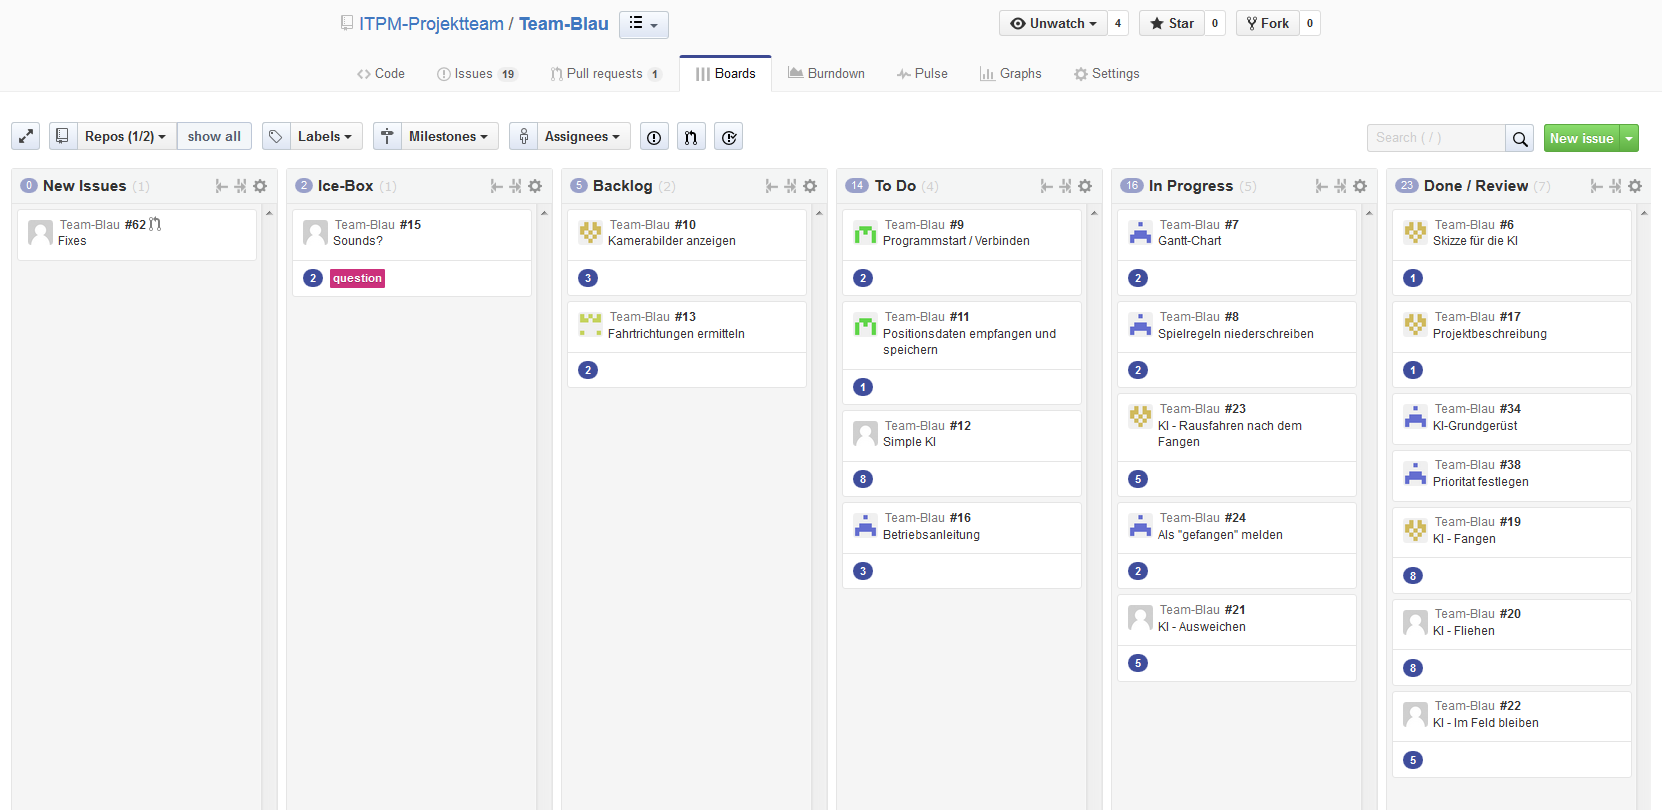 ITPM-Projektteam / Team-Blau
Unwatch 4 Star 0 Fork 0
Code Issues 19 Pull requests 1 Boards Burndown Pulse Graphs Settings
Repos (1/2) show all Labels Milestones Assignees Search ( / ) New issue
0 New Issues (1)
Team-Blau #62
Fixes
2 Ice-Box (1)
Team-Blau #15
Sounds?
2 question
5 Backlog (2)
Team-Blau #10
Kamerabilder anzeigen
3
Team-Blau #13
Fahrtrichtungen ermitteln
2
14 To Do (4)
Team-Blau #9
Programmstart / Verbinden
2
Team-Blau #11
Positionsdaten empfangen und
speichern
1
Team-Blau #12
Simple KI
8
Team-Blau #16
Betriebsanleitung
3
16 In Progress (5)
Team-Blau #7
Gantt-Chart
2
Team-Blau #8
Spielregeln niederschreiben
2
Team-Blau #23
KI - Rausfahren nach dem
Fangen
5
Team-Blau #24
Als "gefangen" melden
2
Team-Blau #21
KI - Ausweichen
5
23 Done / Review (7)
Team-Blau #6
Skizze für die KI
1
Team-Blau #17
Projektbeschreibung
1
Team-Blau #34
KI-Grundgerüst
Team-Blau #38
Prioritat festlegen
Team-Blau #19
KI - Fangen
8
Team-Blau #20
KI - Fliehen
8
Team-Blau #22
KI - Im Feld bleiben
5